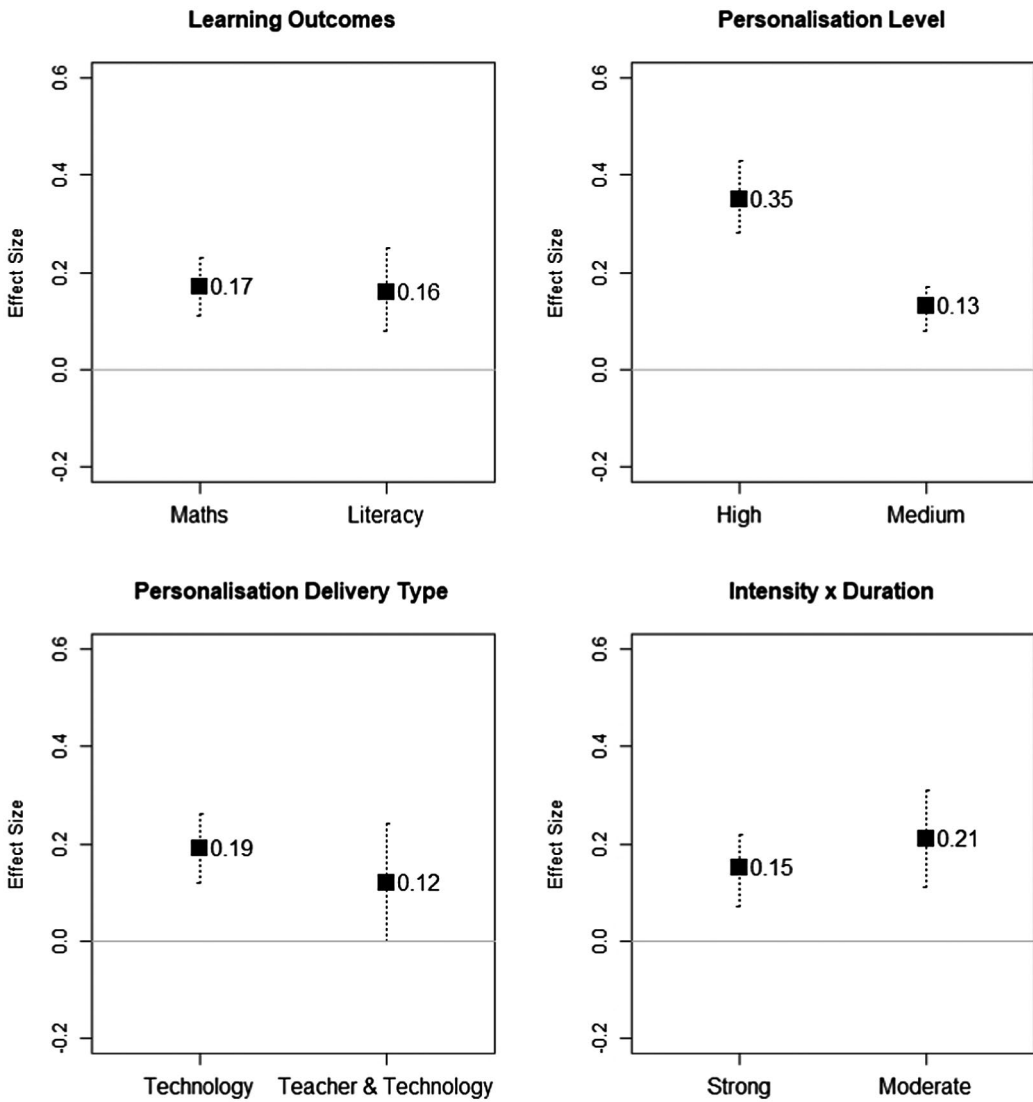 Learning Outcomes
Effect Size
0.6
0.4
0.2
0.0
-0.2
0.17
0.16
Maths Literacy
Personalisation Level
Effect Size
0.6
0.4
0.2
0.0
-0.2
0.35
0.13
High Medium
Personalisation Delivery Type
Effect Size
0.6
0.4
0.2
0.0
-0.2
0.19
0.12
Technology Teacher & Technology
Intensity x Duration
Effect Size
0.6
0.4
0.2
0.0
-0.2
0.15
0.21
Strong Moderate